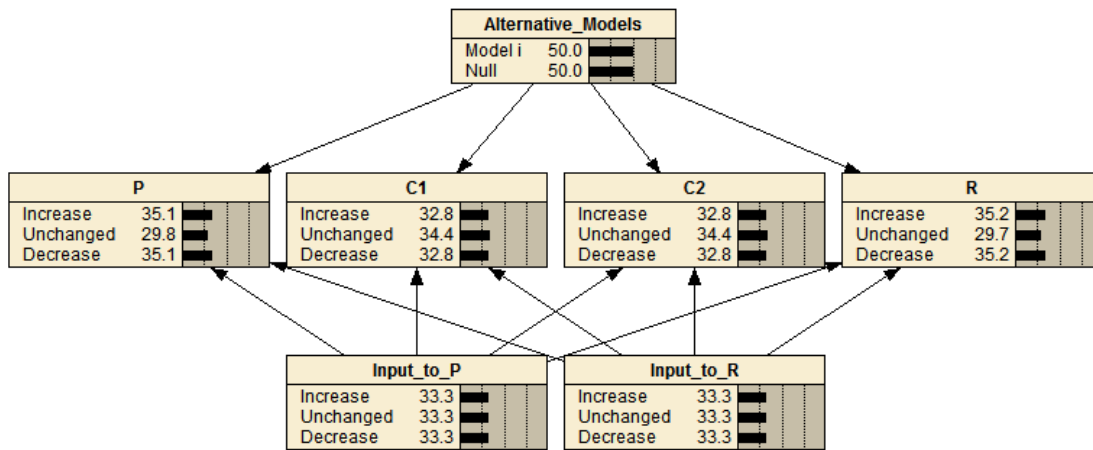 Alternative_Models
Model i 50.0
Null 50.0
P
Increase 35.1
Unchanged 29.8
Decrease 35.1
C1
Increase 32.8
Unchanged 34.4
Decrease 32.8
C2
Increase 32.8
Unchanged 34.4
Decrease 32.8
R
Increase 35.2
Unchanged 29.7
Decrease 35.2
Input_to_P
Increase 33.3
Unchanged 33.3
Decrease 33.3
Input_to_R
Increase 33.3
Unchanged 33.3
Decrease 33.3